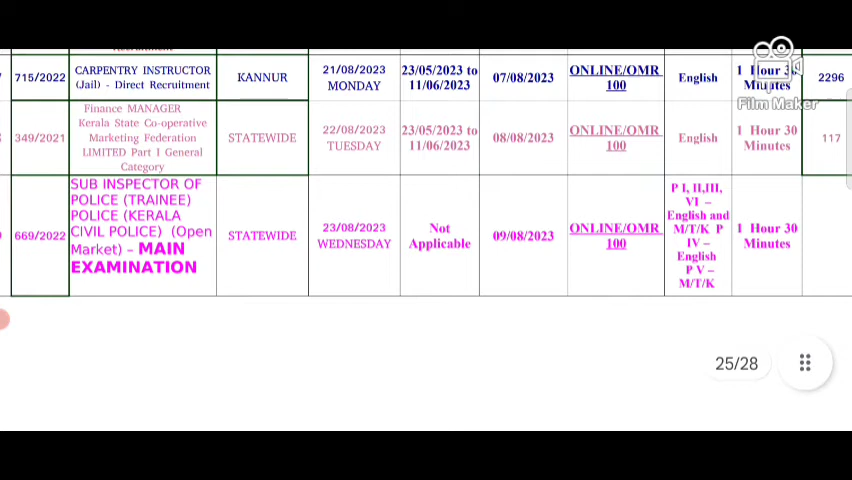 715/2022 CARPENTRY INSTRUCTOR (Jail) - Direct Recruitment KANNUR 21/08/2023 MONDAY 23/05/2023 to 11/06/2023 07/08/2023 ONLINE/OMR 100 English 1 Hour 30 Minutes 2296
Film Maker
349/2021 Finance MANAGER Kerala State Co-operative Marketing Federation LIMITED Part I General Category STATEWIDE 22/08/2023 TUESDAY 23/05/2023 to 11/06/2023 08/08/2023 ONLINE/OMR 100 English 1 Hour 30 Minutes 117
669/2022 SUB INSPECTOR OF POLICE (TRAINEE) POLICE (KERALA CIVIL POLICE) (Open Market) – MAIN EXAMINATION STATEWIDE 23/08/2023 WEDNESDAY Not Applicable 09/08/2023 ONLINE/OMR 100 P I, II,III, VI – English and M/T/K P IV – English P V – M/T/K 1 Hour 30 Minutes
25/28